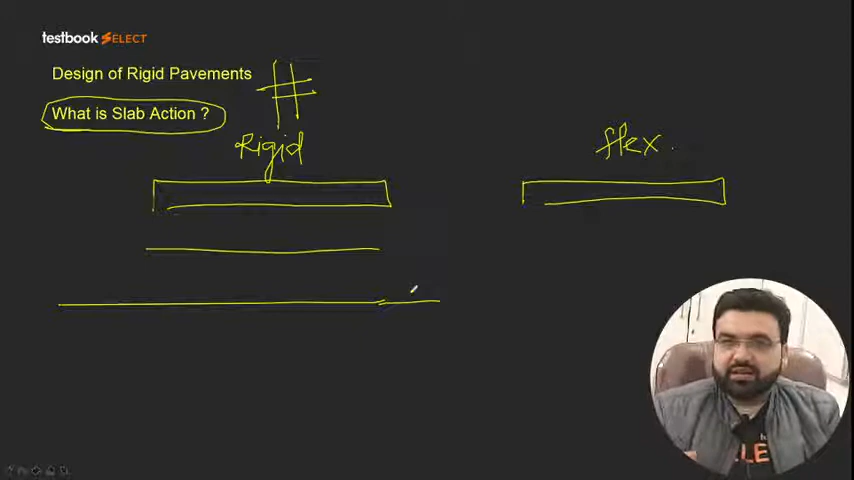 testbook SELECT
Design of Rigid Pavements
What is Slab Action ?
Rigid
flex.